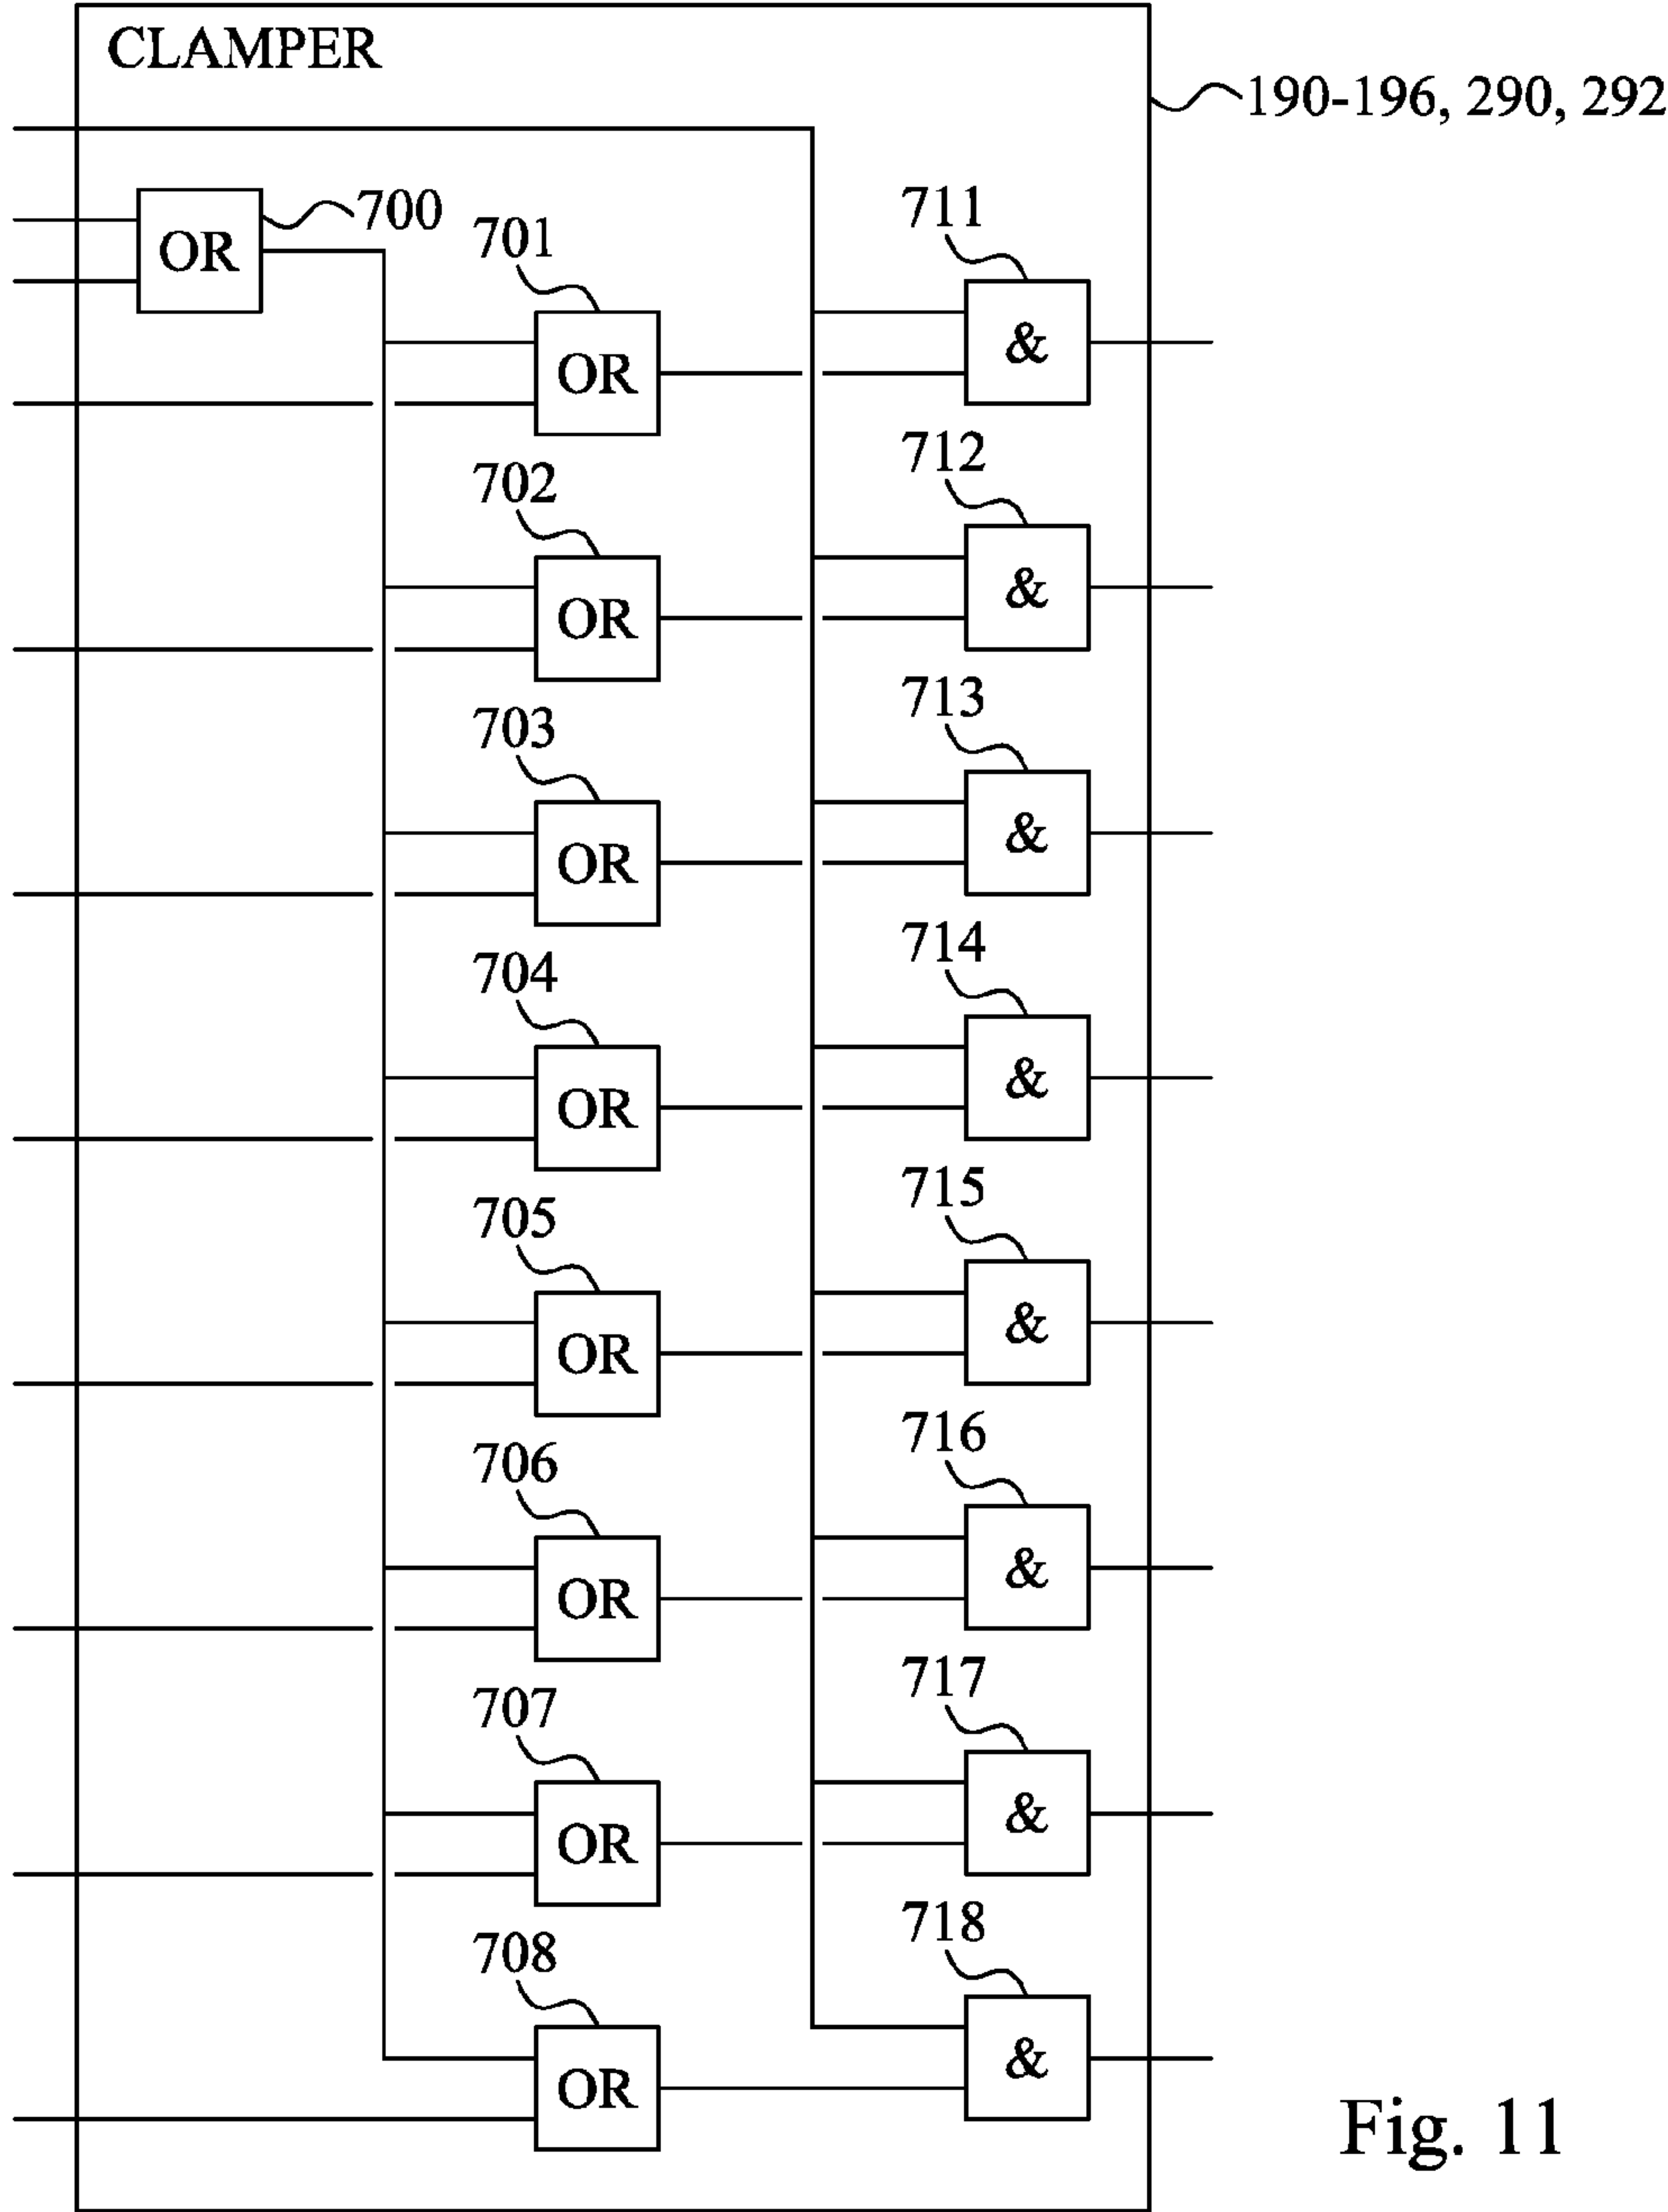 CLAMPER
190-196, 290, 292
OR
700
701
OR
711
&
702
OR
712
&
703
OR
713
&
704
OR
714
&
705
OR
715
&
706
OR
716
&
707
OR
717
&
708
OR
718
&
Fig. 11